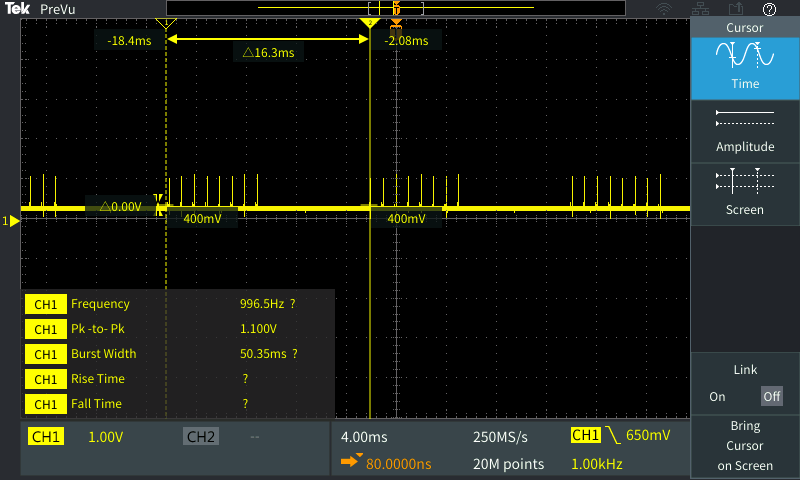 Tek PreVu
T
?
Cursor
1
2
-18.4ms
-2.08ms
△16.3ms
Time
Amplitude
Screen
△0.00V
1
400mV
400mV
CH1 Frequency 996.5Hz ?
CH1 Pk -to- Pk 1.100V
CH1 Burst Width 50.35ms ?
CH1 Rise Time ?
CH1 Fall Time ?
Link
On Off
Bring
Cursor
on Screen
CH1 1.00V CH2 --
4.00ms 250MS/s CH1 650mV
80.0000ns 20M points 1.00kHz